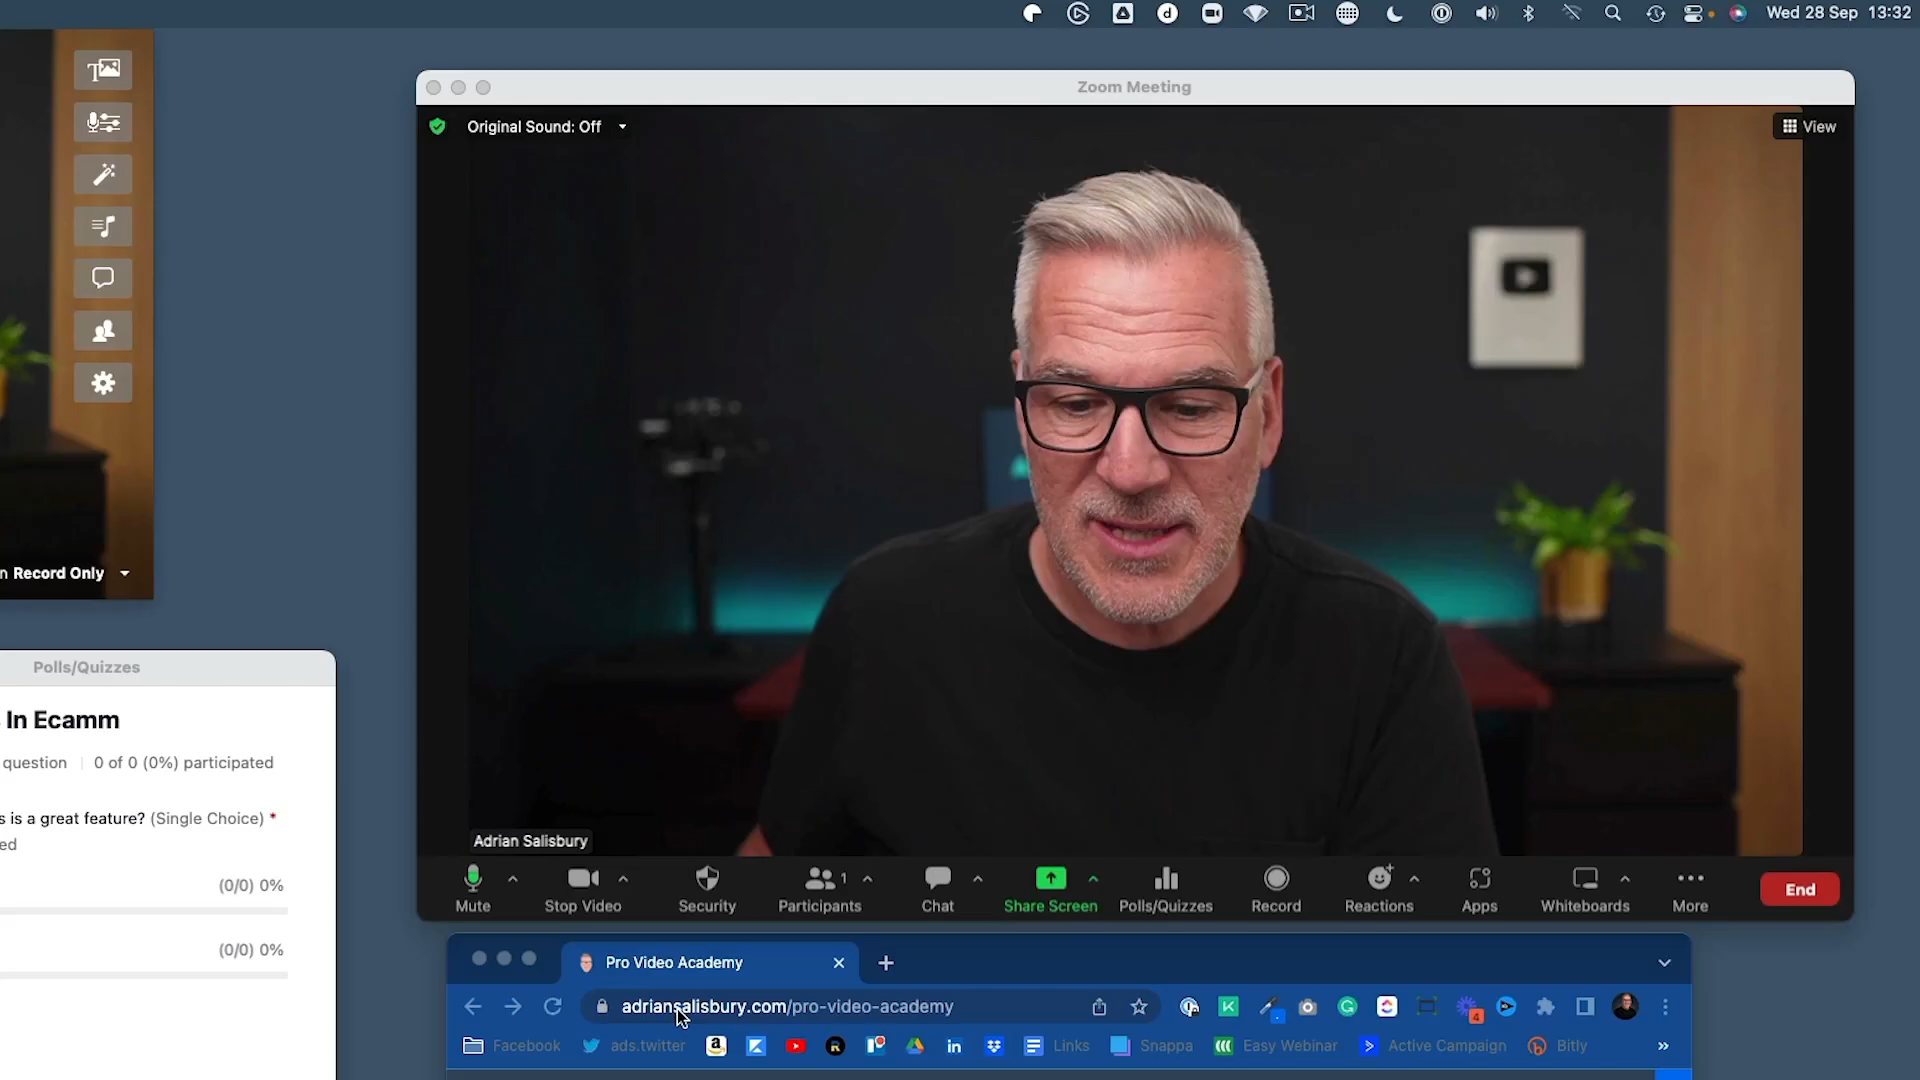 Wed 28 Sep 13:32
Zoom Meeting
Original Sound: Off
View
n Record Only
Polls/Quizzes
In Ecamm
question
0 of 0 (0%) participated
s is a great feature? (Single Choice) *
ed
(0/0) 0%
(0/0) 0%
Adrian Salisbury
Mute
Stop Video
Security
1
Participants
Chat
Share Screen
Polls/Quizzes
Record
Reactions
Apps
Whiteboards
More
End
Pro Video Academy
adriansalisbury.com/pro-video-academy
4
Facebook
ads.twitter
Links
Snappa
Easy Webinar
Active Campaign
Bitly